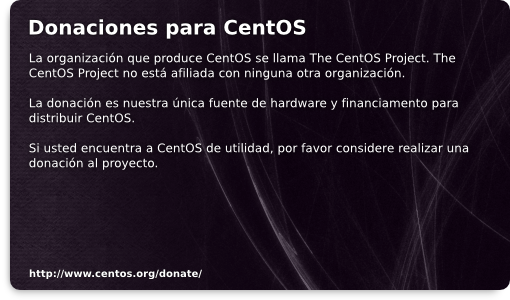 Donaciones para CentOS
La organización que produce CentOS se llama The CentOS Project. The
CentOS Project no está afiliada con ninguna otra organización.
La donación es nuestra única fuente de hardware y financiamiento para
distribuir CentOS.
Si usted encuentra a CentOS de utilidad, por favor considere realizar una
donación al proyecto.
http://www.centos.org/donate/